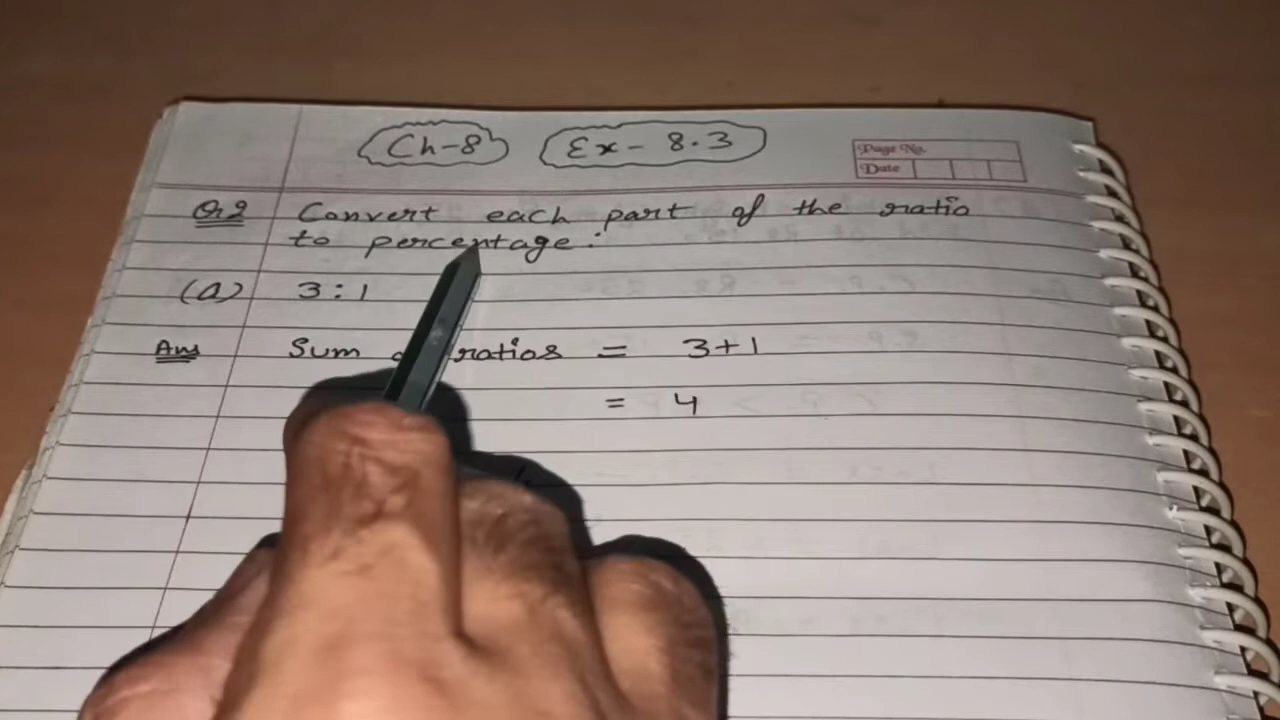 Ch-8 Ex- 8.3
Page No.
Date
Q.2 Convert each part of the ratio
to percentage:
(a) 3:1
Ans Sum ratios = 3+1
= 4